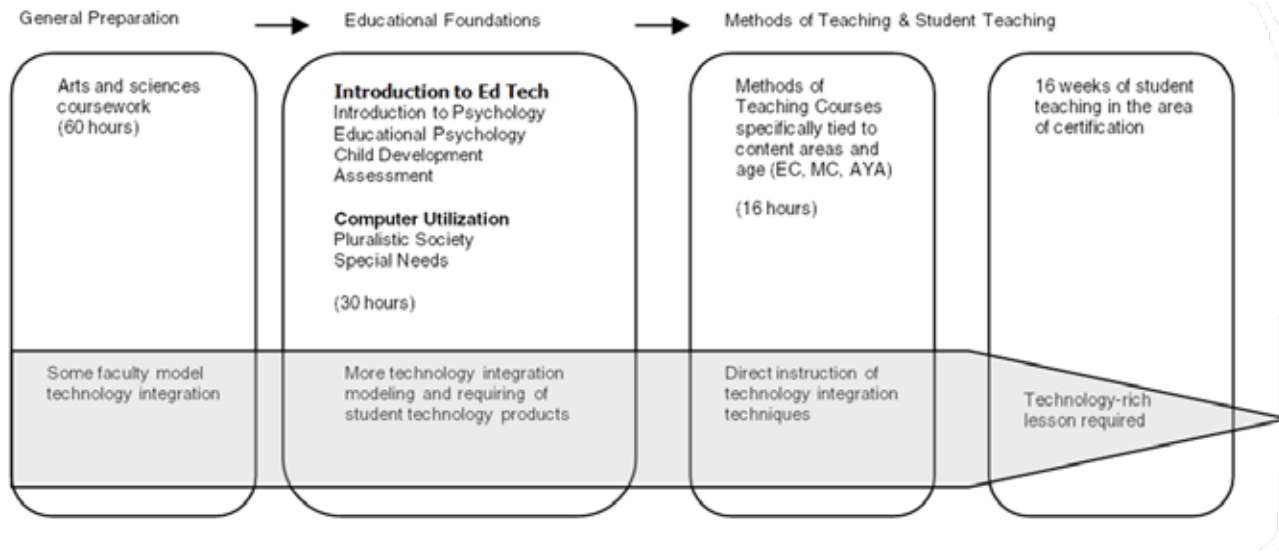 General Preparation
Educational Foundations
Methods of Teaching & Student Teaching
Arts and sciences
coursework
(60 hours)
Introduction to Ed Tech
Introduction to Psychology
Educational Psychology
Child Development
Assessment
Computer Utilization
Pluralistic Society
Special Needs
(30 hours)
Methods of
Teaching Courses
specifically tied to
content areas and
age (EC, MC, AYA)
(16 hours)
16 weeks of student
teaching in the area
of certification
Some faculty model
technology integration
More technology integration
modeling and requiring of
student technology products
Direct instruction of
technology integration
techniques
Technology-rich
lesson required